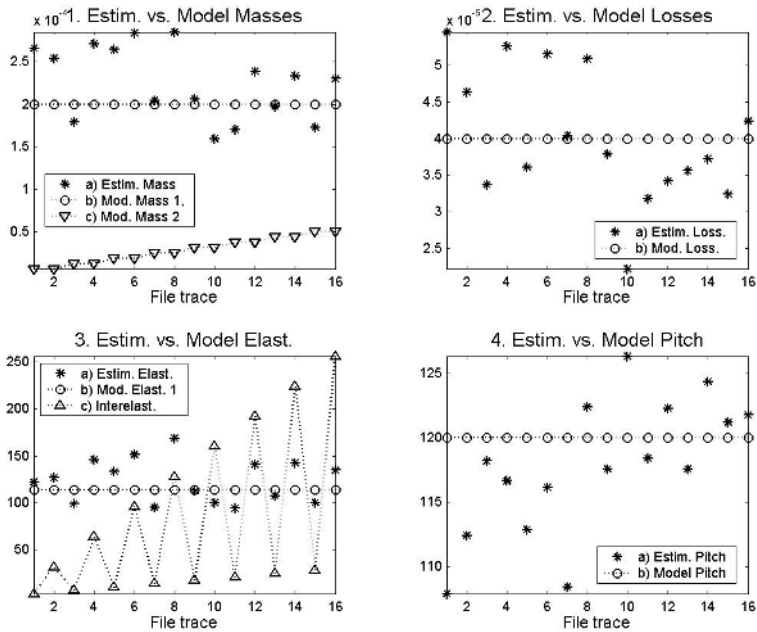 x 10⁻⁴
1. Estim. vs. Model Masses
2.5
2
1.5
1
0.5
a) Estim. Mass
b) Mod. Mass 1,
c) Mod. Mass 2
2 4 6 8 10 12 14 16
File trace
x 10⁻⁵
2. Estim. vs. Model Losses
5
4.5
4
3.5
3
2.5
a) Estim. Loss.
b) Mod. Loss.
2 4 6 8 10 12 14 16
File trace
3. Estim. vs. Model Elast.
250
200
150
100
50
a) Estim. Elast.
b) Mod. Elast. 1
c) Interelast.
2 4 6 8 10 12 14 16
File trace
4. Estim. vs. Model Pitch
125
120
115
110
a) Estim. Pitch
b) Model Pitch
2 4 6 8 10 12 14 16
File trace